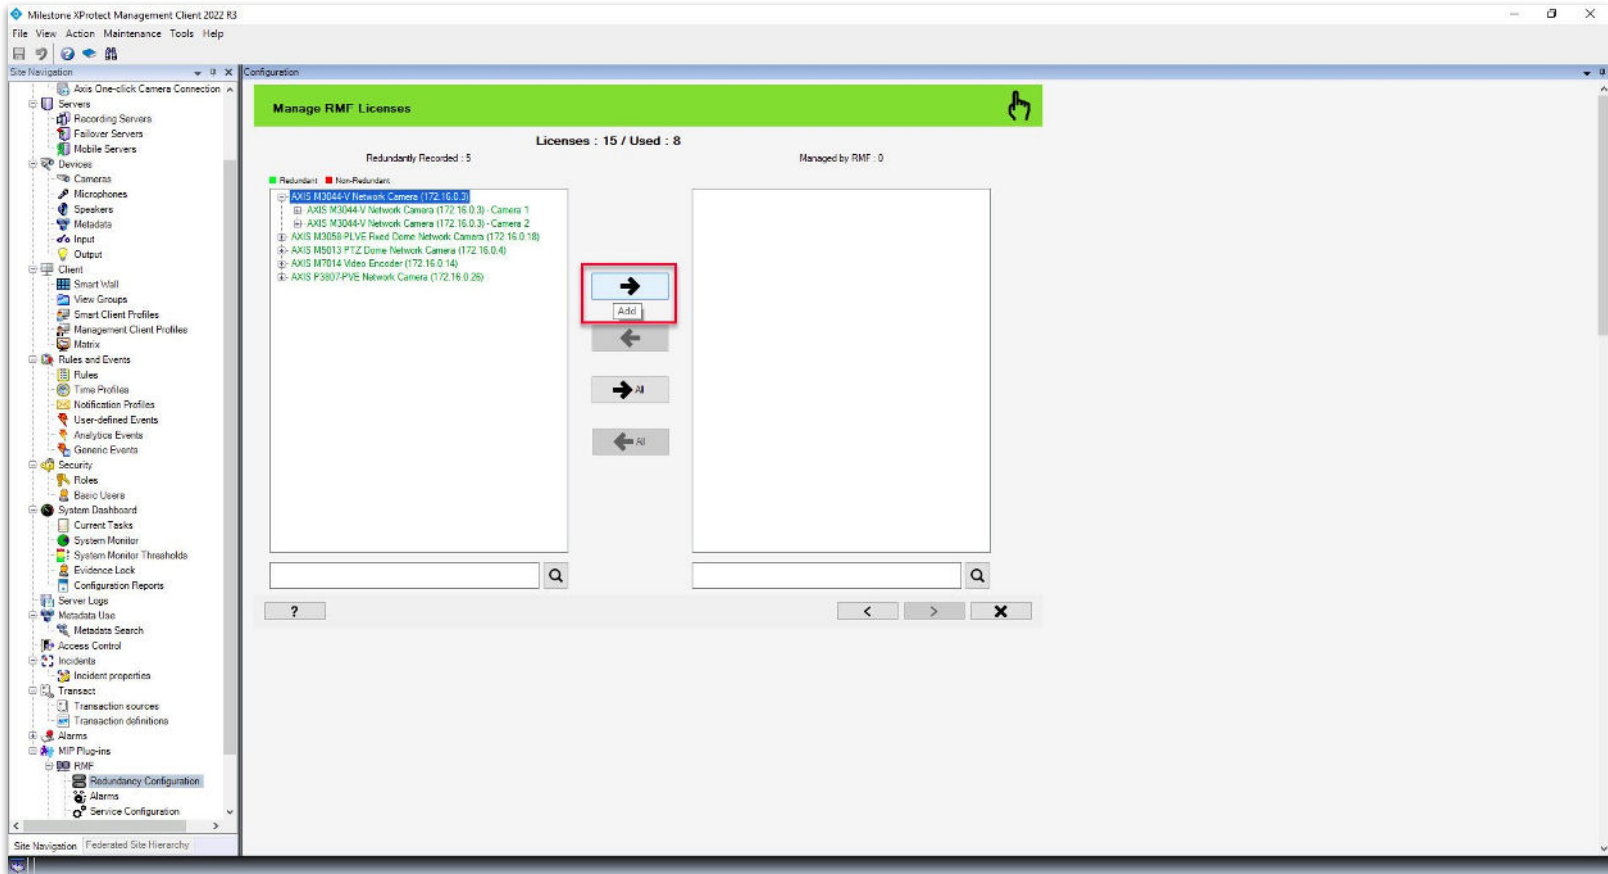 Milestone XProtect Management Client 2022 R3
File View Action Maintenance Tools Help
Site Navigation
Axis One-click Camera Connection
Servers
Recording Servers
Failover Servers
Mobile Servers
Devices
Cameras
Microphones
Speakers
Metadata
Input
Output
Client
Smart Wall
View Groups
Smart Client Profiles
Management Client Profiles
Matrix
Rules and Events
Rules
Time Profiles
Notification Profiles
User-defined Events
Analytics Events
Generic Events
Security
Roles
Basic Users
System Dashboard
Current Tasks
System Monitor
System Monitor Thresholds
Evidence Lock
Configuration Reports
Server Logs
Metadata Use
Metadata Search
Access Control
Incidents
Incident properties
Transact
Transaction sources
Transaction definitions
Alarms
MIP Plug-ins
RMF
Redundancy Configuration
Alarms
Service Configuration
Site Navigation Federated Site Hierarchy
Configuration
Manage RMF Licenses
Licenses : 15 / Used : 8
Redundantly Recorded : 5
Managed by RMF : 0
Redundant Non-Redundant
AXIS M3044-V Network Camera (172.16.0.3)
AXIS M3044-V Network Camera (172.16.0.3) - Camera 1
AXIS M3044-V Network Camera (172.16.0.3) - Camera 2
AXIS M3058-PLVE Fixed Dome Network Camera (172.16.0.18)
AXIS M5013 PTZ Dome Network Camera (172.16.0.4)
AXIS M7014 Video Encoder (172.16.0.14)
AXIS P3807-PVE Network Camera (172.16.0.26)
Add
All
All
?